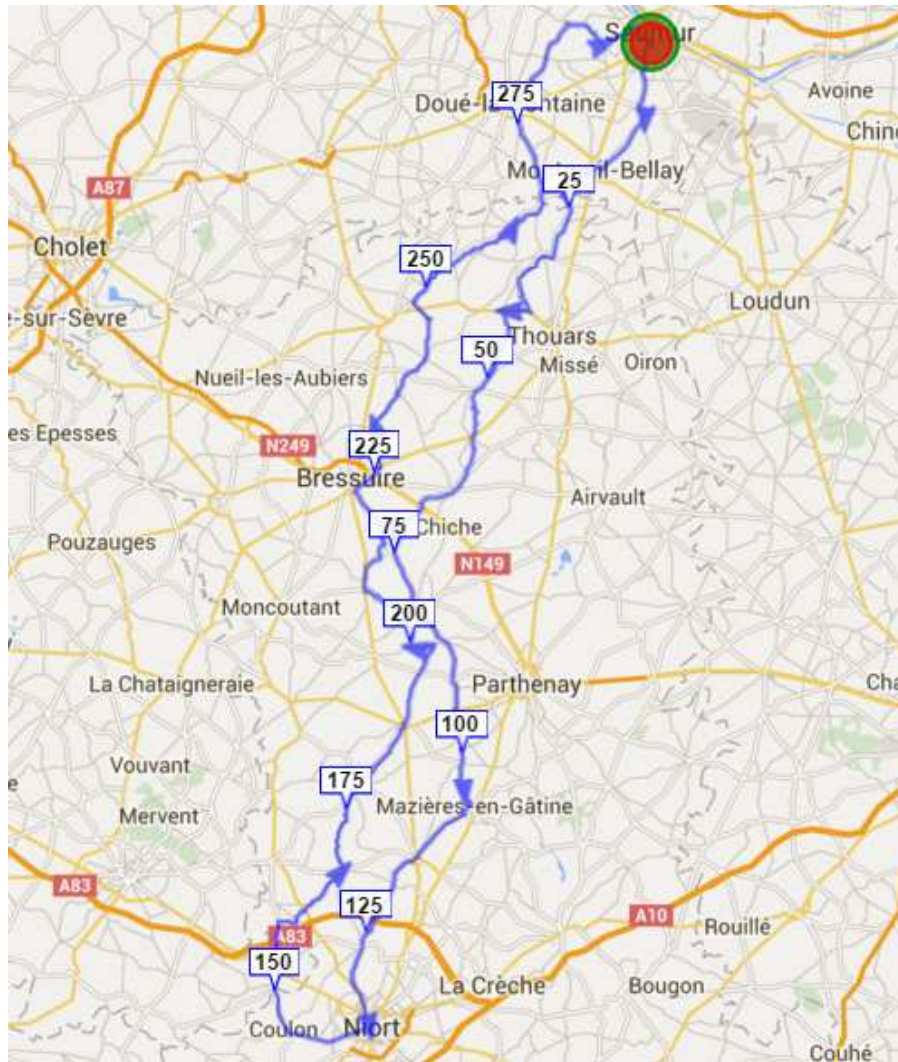 Saumur
Avoine
275
Doué-la-Fontaine
Chin
Montreuil-Bellay
A87
25
Cholet
250
Loudun
e-sur-Sèvre
Thouars
50
Missé
Oiron
Nueil-les-Aubiers
es Epesses
N249
225
Bressuire
Airvault
75
Chiche
Pouzauges
N149
Moncoutant
200
La Chataigneraie
Parthenay
Cha
100
Vouvant
175
Mazières-en-Gâtine
Mervent
A83
125
A10
Rouillé
A83
150
La Crèche
Bougon
Coulon
Niort
Couhé